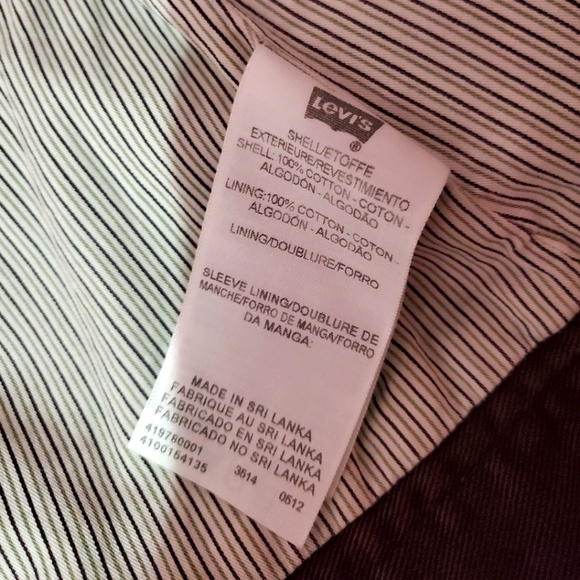 Levi's
®
SHELL/ETOFFE
EXTERIEURE/REVESTIMIENTO
SHELL: 100% COTTON - COTON -
ALGODÓN - ALGODÃO
LINING:100% COTTON - COTON -
ALGODÓN - ALGODÃO
LINING/DOUBLURE/FORRO
SLEEVE LINING/DOUBLURE DE
MANCHE/FORRO DE MANGA/FORRO
DA MANGA:
MADE IN SRI LANKA
FABRIQUE AU SRI LANKA
FABRICADO EN SRI LANKA
FABRICADO NO SRI LANKA
419780001
4100164135 3614 0512